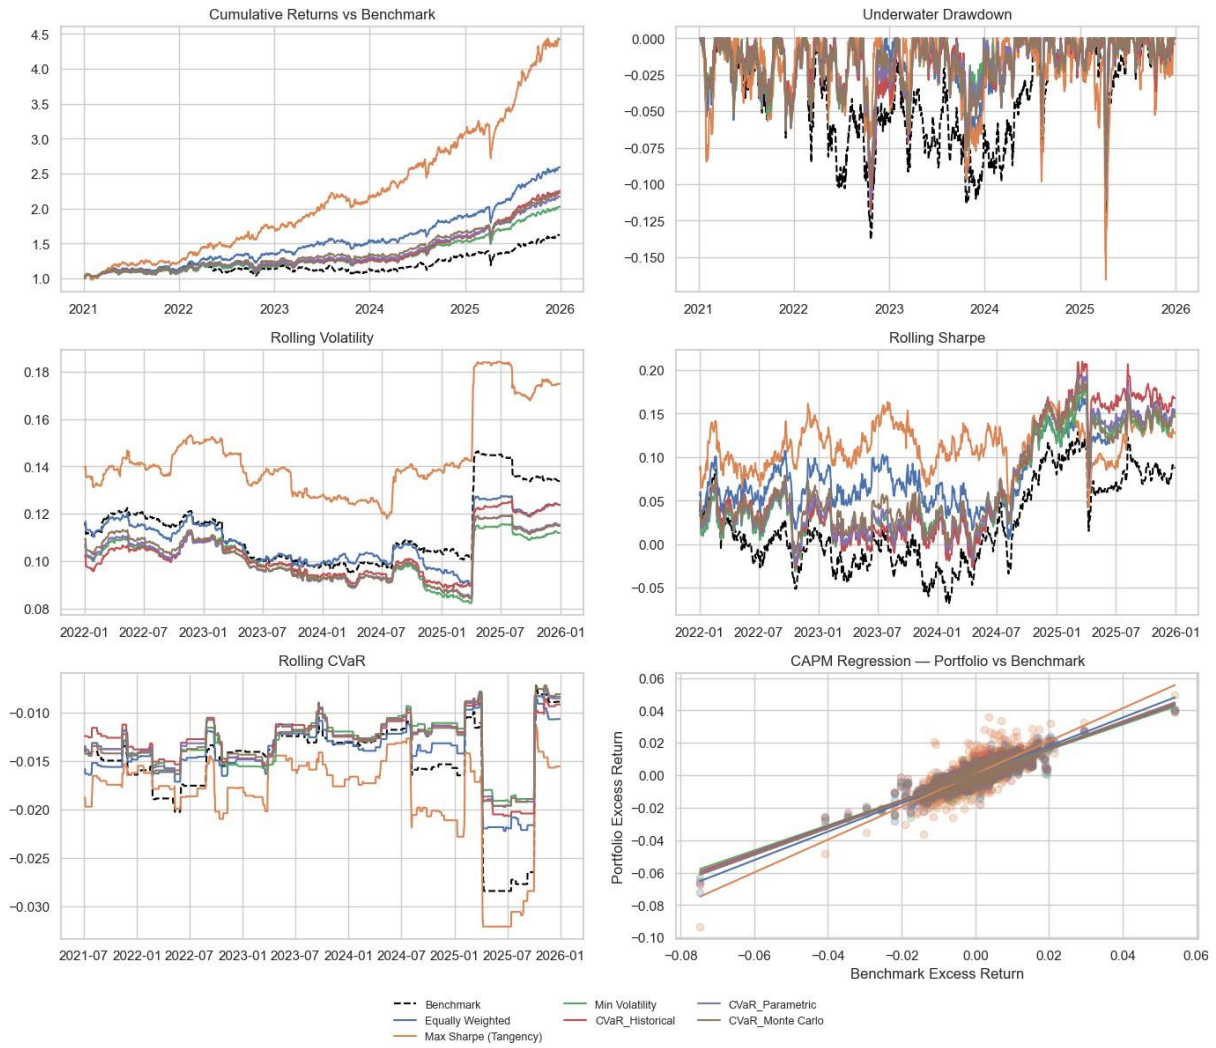 Cumulative Returns vs Benchmark
4.5
4.0
3.5
3.0
2.5
2.0
1.5
1.0
2021 2022 2023 2024 2025 2026
Underwater Drawdown
0.000
−0.025
−0.050
−0.075
−0.100
−0.125
−0.150
2021 2022 2023 2024 2025 2026
Rolling Volatility
0.18
0.16
0.14
0.12
0.10
0.08
2022-01 2022-07 2023-01 2023-07 2024-01 2024-07 2025-01 2025-07 2026-01
Rolling Sharpe
0.20
0.15
0.10
0.05
0.00
−0.05
2022-01 2022-07 2023-01 2023-07 2024-01 2024-07 2025-01 2025-07 2026-01
Rolling CVaR
−0.010
−0.015
−0.020
−0.025
−0.030
2021-07 2022-01 2022-07 2023-01 2023-07 2024-01 2024-07 2025-01 2025-07 2026-01
CAPM Regression — Portfolio vs Benchmark
Portfolio Excess Return
0.06
0.04
0.02
0.00
−0.02
−0.04
−0.06
−0.08
−0.10
−0.08 −0.06 −0.04 −0.02 0.00 0.02 0.04 0.06
Benchmark Excess Return
Benchmark
Equally Weighted
Max Sharpe (Tangency)
Min Volatility
CVaR_Historical
CVaR_Parametric
CVaR_Monte Carlo